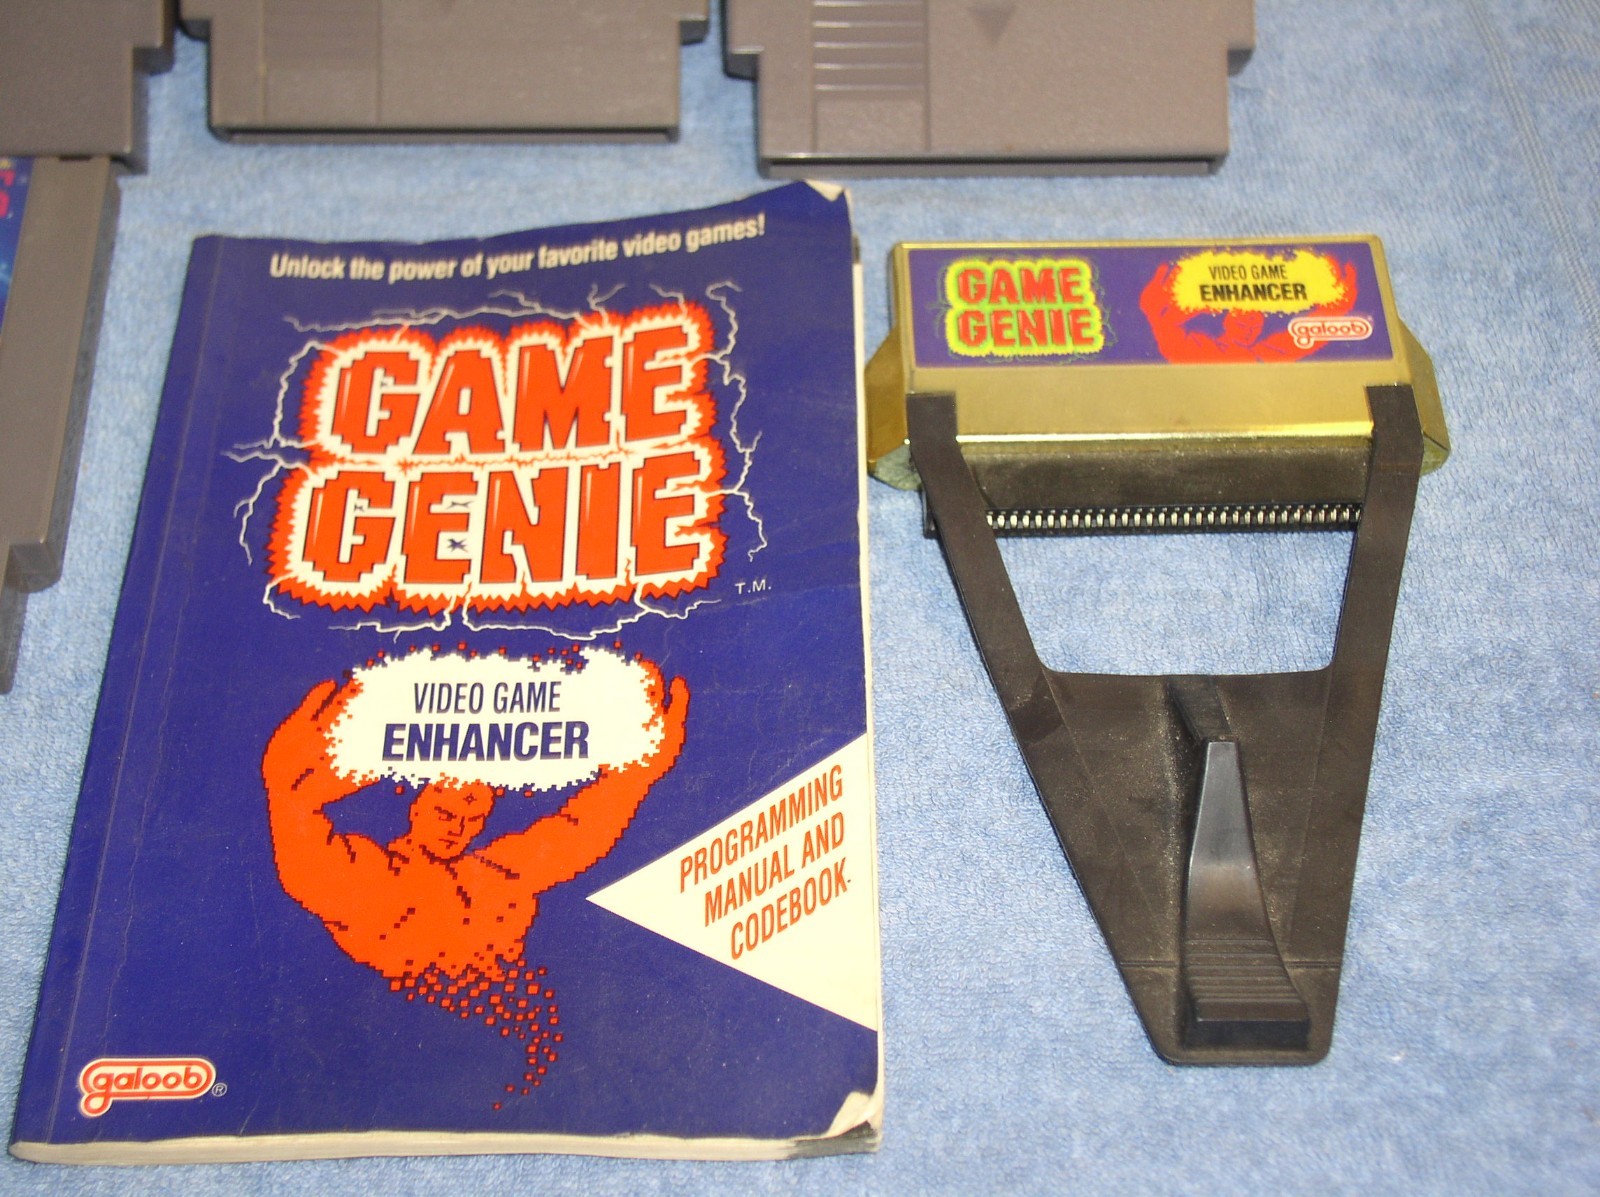 Unlock the power of your favorite video games!
GAME
GENIE
T.M.
VIDEO GAME
ENHANCER
PROGRAMMING
MANUAL AND
CODEBOOK
galoob®
GAME
GENIE
VIDEO GAME
ENHANCER
galoob